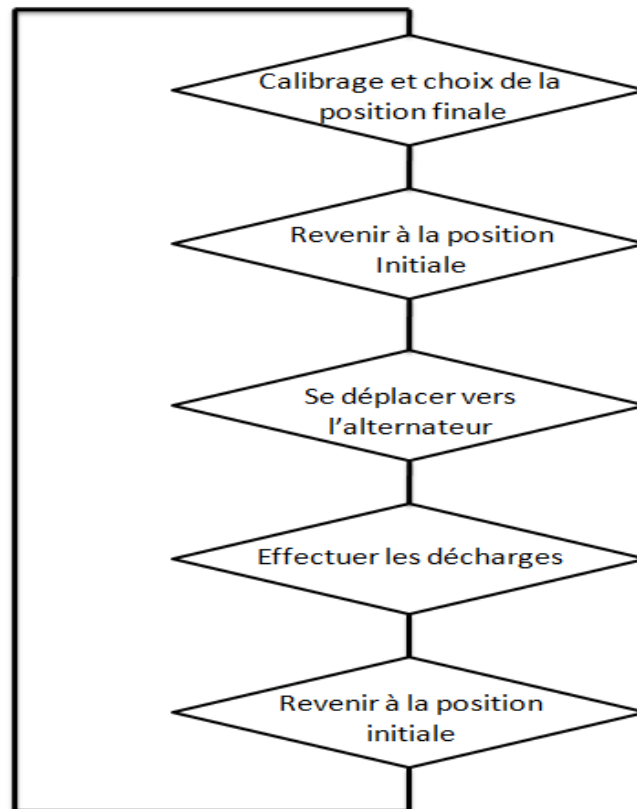 Calibrage et choix de la
position finale
Revenir à la position
Initiale
Se déplacer vers
l'alternateur
Effectuer les décharges
Revenir à la position
initiale